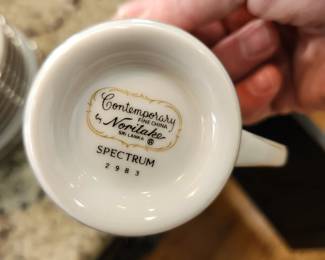 Contemporary
FINE CHINA
by Noritake
SRI LANKA ®
SPECTRUM
2983